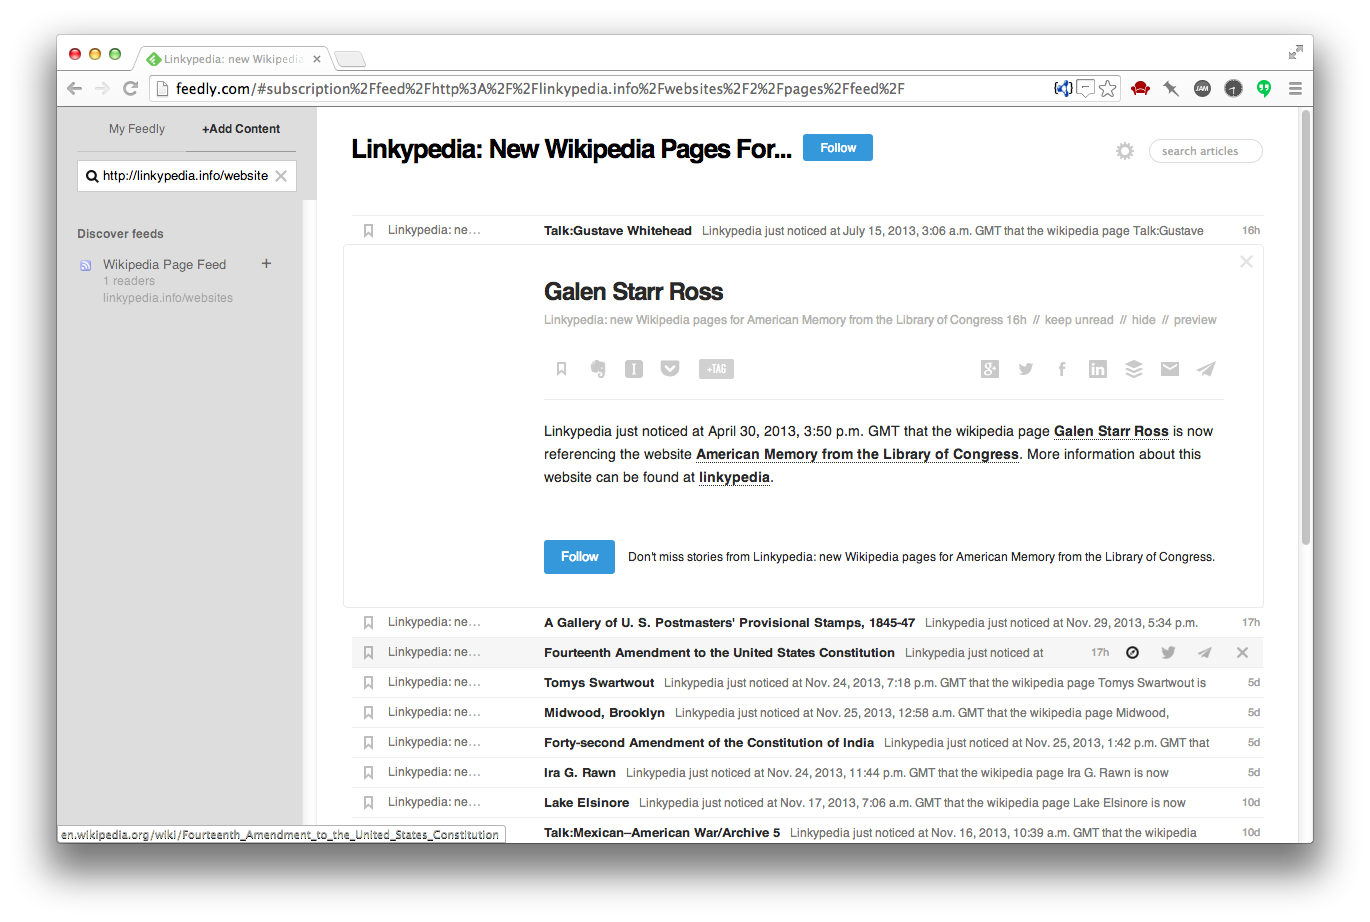 Linkypedia: new Wikipedia
feedly.com/#subscription%2Ffeed%2Fhttp%3A%2F%2Flinkypedia.info%2Fwebsites%2F2%2Fpages%2Ffeed%2F
JAM
My Feedly +Add Content
http://linkypedia.info/website
Discover feeds
Wikipedia Page Feed +
1 readers
linkypedia.info/websites
Linkypedia: New Wikipedia Pages For... Follow search articles
Linkypedia: ne... Talk:Gustave Whitehead Linkypedia just noticed at July 15, 2013, 3:06 a.m. GMT that the wikipedia page Talk:Gustave 16h
Galen Starr Ross
Linkypedia: new Wikipedia pages for American Memory from the Library of Congress 16h // keep unread // hide // preview
+TAG
Linkypedia just noticed at April 30, 2013, 3:50 p.m. GMT that the wikipedia page Galen Starr Ross is now
referencing the website American Memory from the Library of Congress. More information about this
website can be found at linkypedia.
Follow Don't miss stories from Linkypedia: new Wikipedia pages for American Memory from the Library of Congress.
Linkypedia: ne... A Gallery of U. S. Postmasters' Provisional Stamps, 1845-47 Linkypedia just noticed at Nov. 29, 2013, 5:34 p.m. 17h
Linkypedia: ne... Fourteenth Amendment to the United States Constitution Linkypedia just noticed at 17h
Linkypedia: ne... Tomys Swartwout Linkypedia just noticed at Nov. 24, 2013, 7:18 p.m. GMT that the wikipedia page Tomys Swartwout is 5d
Linkypedia: ne... Midwood, Brooklyn Linkypedia just noticed at Nov. 25, 2013, 12:58 a.m. GMT that the wikipedia page Midwood, 5d
Linkypedia: ne... Forty-second Amendment of the Constitution of India Linkypedia just noticed at Nov. 25, 2013, 1:42 p.m. GMT that 5d
Linkypedia: ne... Ira G. Rawn Linkypedia just noticed at Nov. 24, 2013, 11:44 p.m. GMT that the wikipedia page Ira G. Rawn is now 5d
Linkypedia: ne... Lake Elsinore Linkypedia just noticed at Nov. 17, 2013, 7:06 a.m. GMT that the wikipedia page Lake Elsinore is now 10d
Talk:Mexican–American War/Archive 5 Linkypedia just noticed at Nov. 16, 2013, 10:39 a.m. GMT that the wikipedia 10d
en.wikipedia.org/wiki/Fourteenth_Amendment_to_the_United_States_Constitution